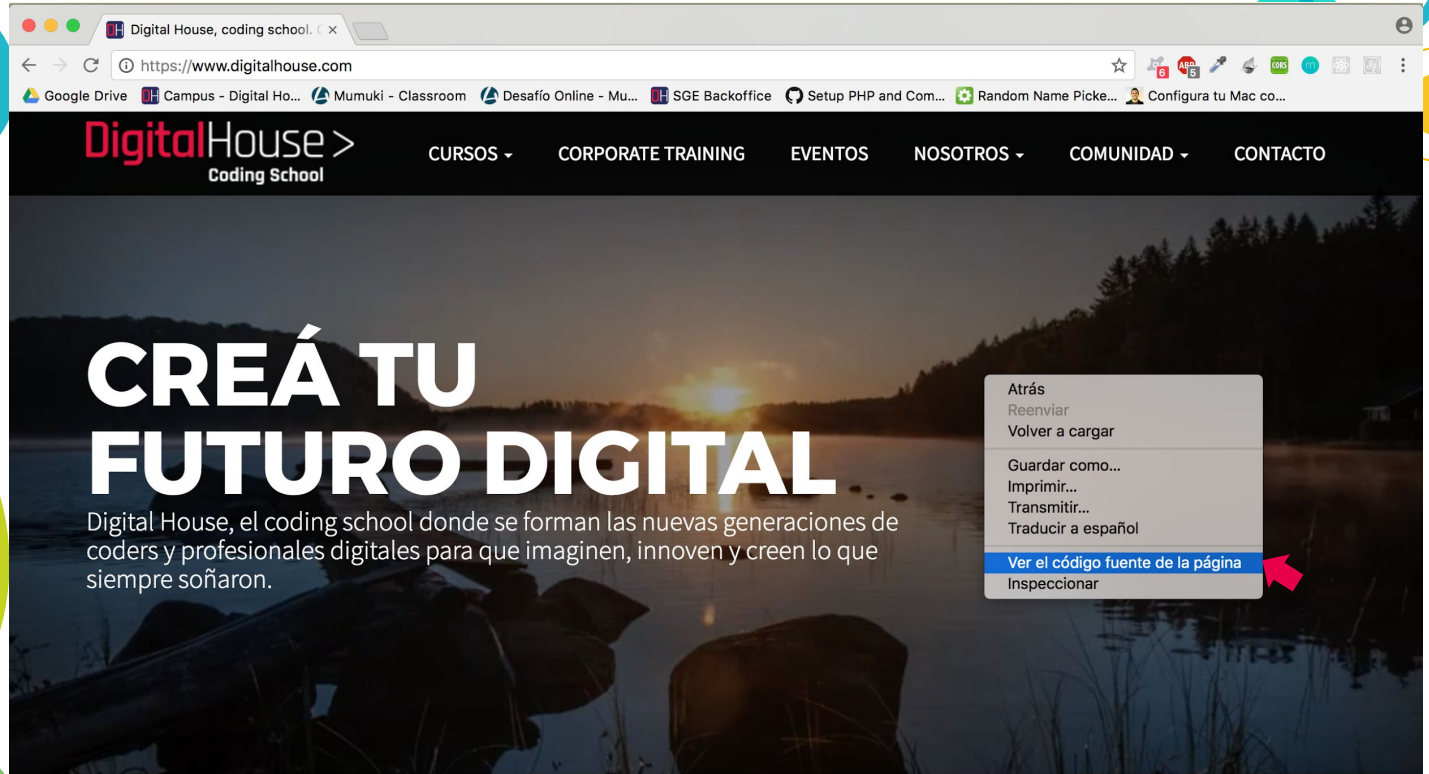 Digital House, coding school. C
https://www.digitalhouse.com
6
ABP
5
CORS
m
Google Drive
Campus - Digital Ho...
Mumuki - Classroom
Desafío Online - Mu...
SGE Backoffice
Setup PHP and Com...
Random Name Picke...
Configura tu Mac co...
DigitalHouse >
Coding School
CURSOS
CORPORATE TRAINING
EVENTOS
NOSOTROS
COMUNIDAD
CONTACTO
CREÁ TU
FUTURO DIGITAL
Digital House, el coding school donde se forman las nuevas generaciones de
coders y profesionales digitales para que imaginen, innoven y creen lo que
siempre soñaron.
Atrás
Reenviar
Volver a cargar
Guardar como...
Imprimir...
Transmitir...
Traducir a español
Ver el código fuente de la página
Inspeccionar